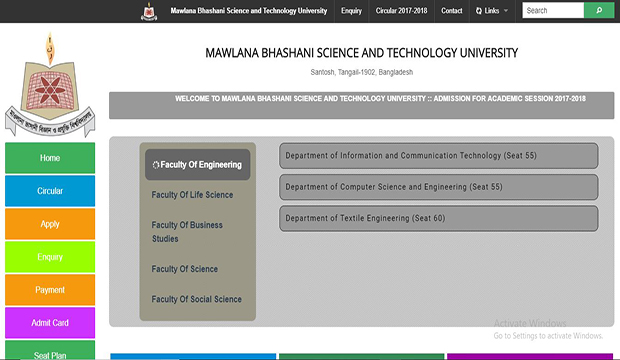 Mawlana Bhashani Science and Technology University Enquiry Circular 2017-2018 Contact Links Search
MAWLANA BHASHANI SCIENCE AND TECHNOLOGY UNIVERSITY
Santosh, Tangail-1902, Bangladesh
WELCOME TO MAWLANA BHASHANI SCIENCE AND TECHNOLOGY UNIVERSITY :: ADMISSION FOR ACADEMIC SESSION 2017-2018
মাওলানা ভাসানী বিজ্ঞান ও প্রযুক্তি বিশ্ববিদ্যালয়
Home
Circular
Apply
Enquiry
Payment
Admit Card
Seat Plan
Faculty Of Engineering
Faculty Of Life Science
Faculty Of Business
Studies
Faculty Of Science
Faculty Of Social Science
Department of Information and Communication Technology (Seat 55)
Department of Computer Science and Engineering (Seat 55)
Department of Textile Engineering (Seat 60)
Activate Windows
Go to Settings to activate Windows.